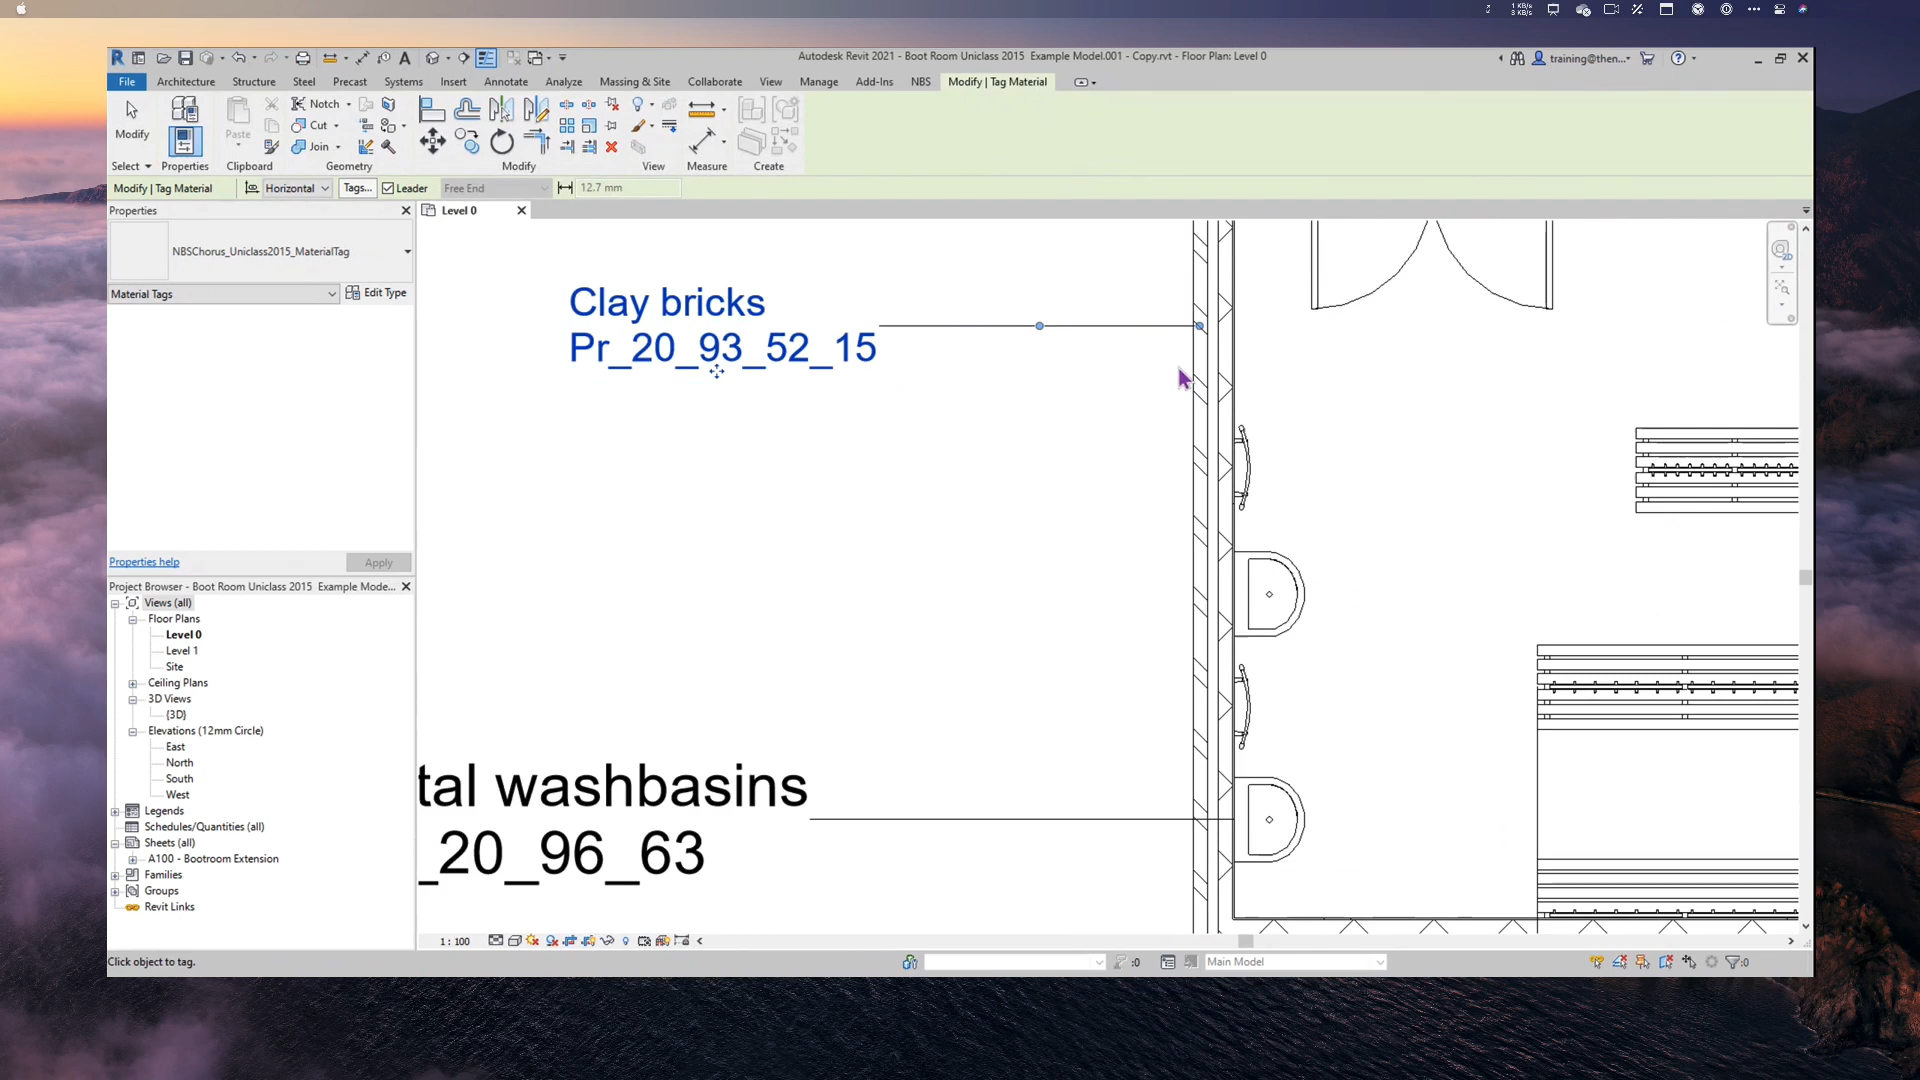 1 KB/s
3 KB/s
Autodesk Revit 2021 - Boot Room Uniclass 2015 Example Model.001 - Copy.rvt - Floor Plan: Level 0
training@then...
File Architecture Structure Steel Precast Systems Insert Annotate Analyze Massing & Site Collaborate View Manage Add-Ins NBS Modify | Tag Material
Modify
Paste
Notch
Cut
Join
Select Properties Clipboard Geometry Modify View Measure Create
Modify | Tag Material Horizontal Tags... Leader Free End 12.7 mm
Properties
Level 0
NBSChorus_Uniclass2015_MaterialTag
Material Tags
Edit Type
Clay bricks
Pr_20_93_52_15
Properties help
Apply
Project Browser - Boot Room Uniclass 2015 Example Mode...
Views (all)
Floor Plans
Level 0
Level 1
Site
Ceiling Plans
3D Views
{3D}
Elevations (12mm Circle)
East
North
South
West
Legends
Schedules/Quantities (all)
Sheets (all)
A100 - Bootroom Extension
Families
Groups
Revit Links
tal washbasins
_20_96_63
2D
1 : 100
Click object to tag.
:0
Main Model
:0